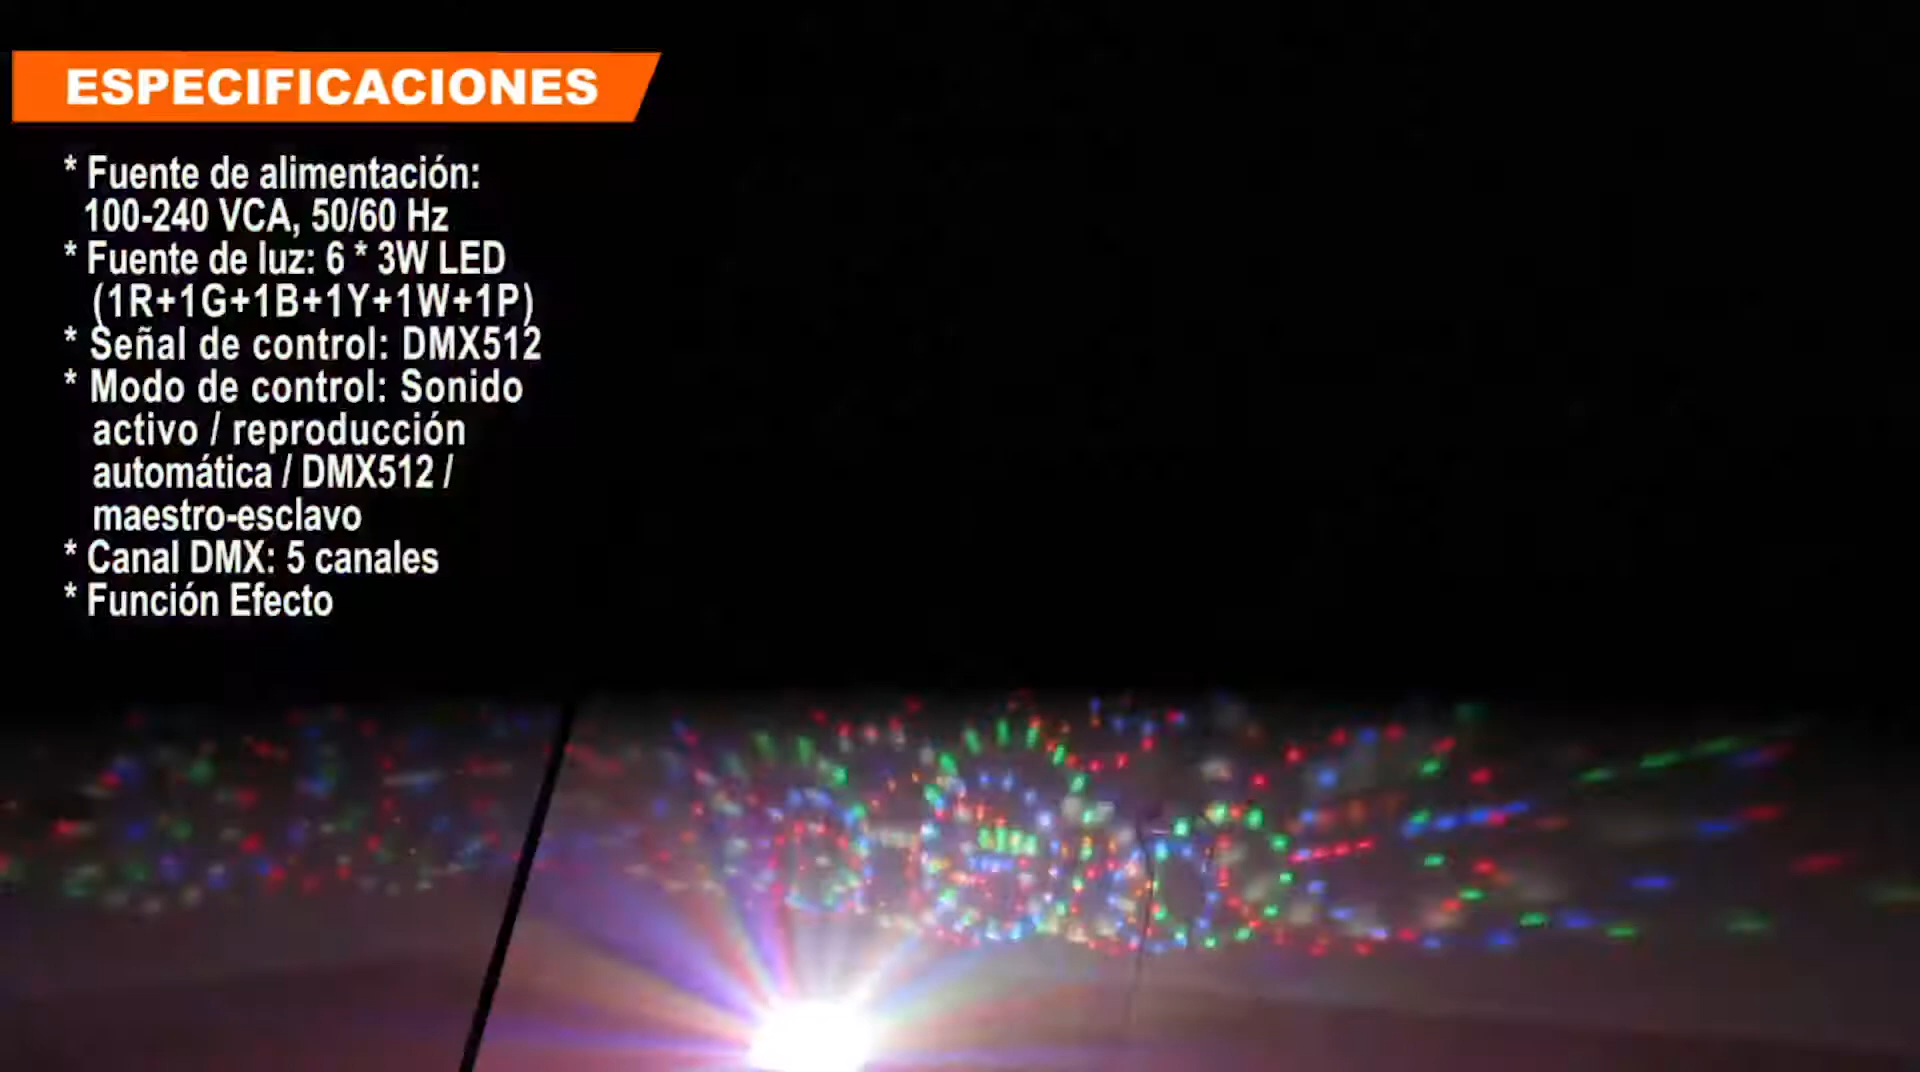 ESPECIFICACIONES
* Fuente de alimentación:
100-240 VCA, 50/60 Hz
* Fuente de luz: 6 * 3W LED
(1R+1G+1B+1Y+1W+1P)
* Señal de control: DMX512
* Modo de control: Sonido
activo / reproducción
automática / DMX512 /
maestro-esclavo
* Canal DMX: 5 canales
* Función Efecto